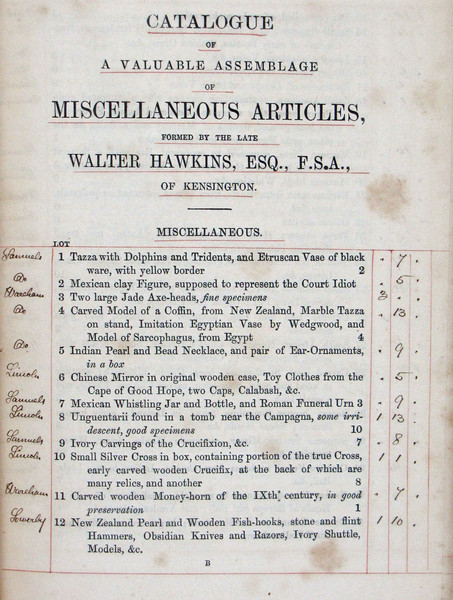 CATALOGUE
OF
A VALUABLE ASSEMBLAGE
OF
MISCELLANEOUS ARTICLES,
FORMED BY THE LATE
WALTER HAWKINS, ESQ., F.S.A.,
OF KENSINGTON.
MISCELLANEOUS.
LOT
Samuels 1 Tazza with Dolphins and Tridents, and Etruscan Vase of black . 7 .
ware, with yellow border 2
Do 2 Mexican clay Figure, supposed to represent the Court Idiot . 5 .
Wareham 3 Two large Jade Axe-heads, fine specimens 3 . .
Do 4 Carved Model of a Coffin, from New Zealand, Marble Tazza . 13 .
on stand, Imitation Egyptian Vase by Wedgwood, and
Model of Sarcophagus, from Egypt 4
Do 5 Indian Pearl and Bead Necklace, and pair of Ear-Ornaments, . 9 .
in a box
Lincoln 6 Chinese Mirror in original wooden case, Toy Clothes from the . 5 .
Cape of Good Hope, two Caps, Calabash, &c.
Samuels 7 Mexican Whistling Jar and Bottle, and Roman Funeral Urn 3 . 9 .
Lincoln 8 Unguentarii found in a tomb near the Campagna, some irri- 1 13 .
descent, good specimens 10
Samuels 9 Ivory Carvings of the Crucifixion, &c. 7 . 8 .
Lincoln 10 Small Silver Cross in box, containing portion of the true Cross, 1 1 .
early carved wooden Crucifix, at the back of which are
many relics, and another 8
Wareham 11 Carved wooden Money-horn of the IXth century, in good . 7 .
preservation 1
Sowerby 12 New Zealand Pearl and Wooden Fish-hooks, stone and flint 1 10 .
Hammers, Obsidian Knives and Razors, Ivory Shuttle,
Models, &c.
B